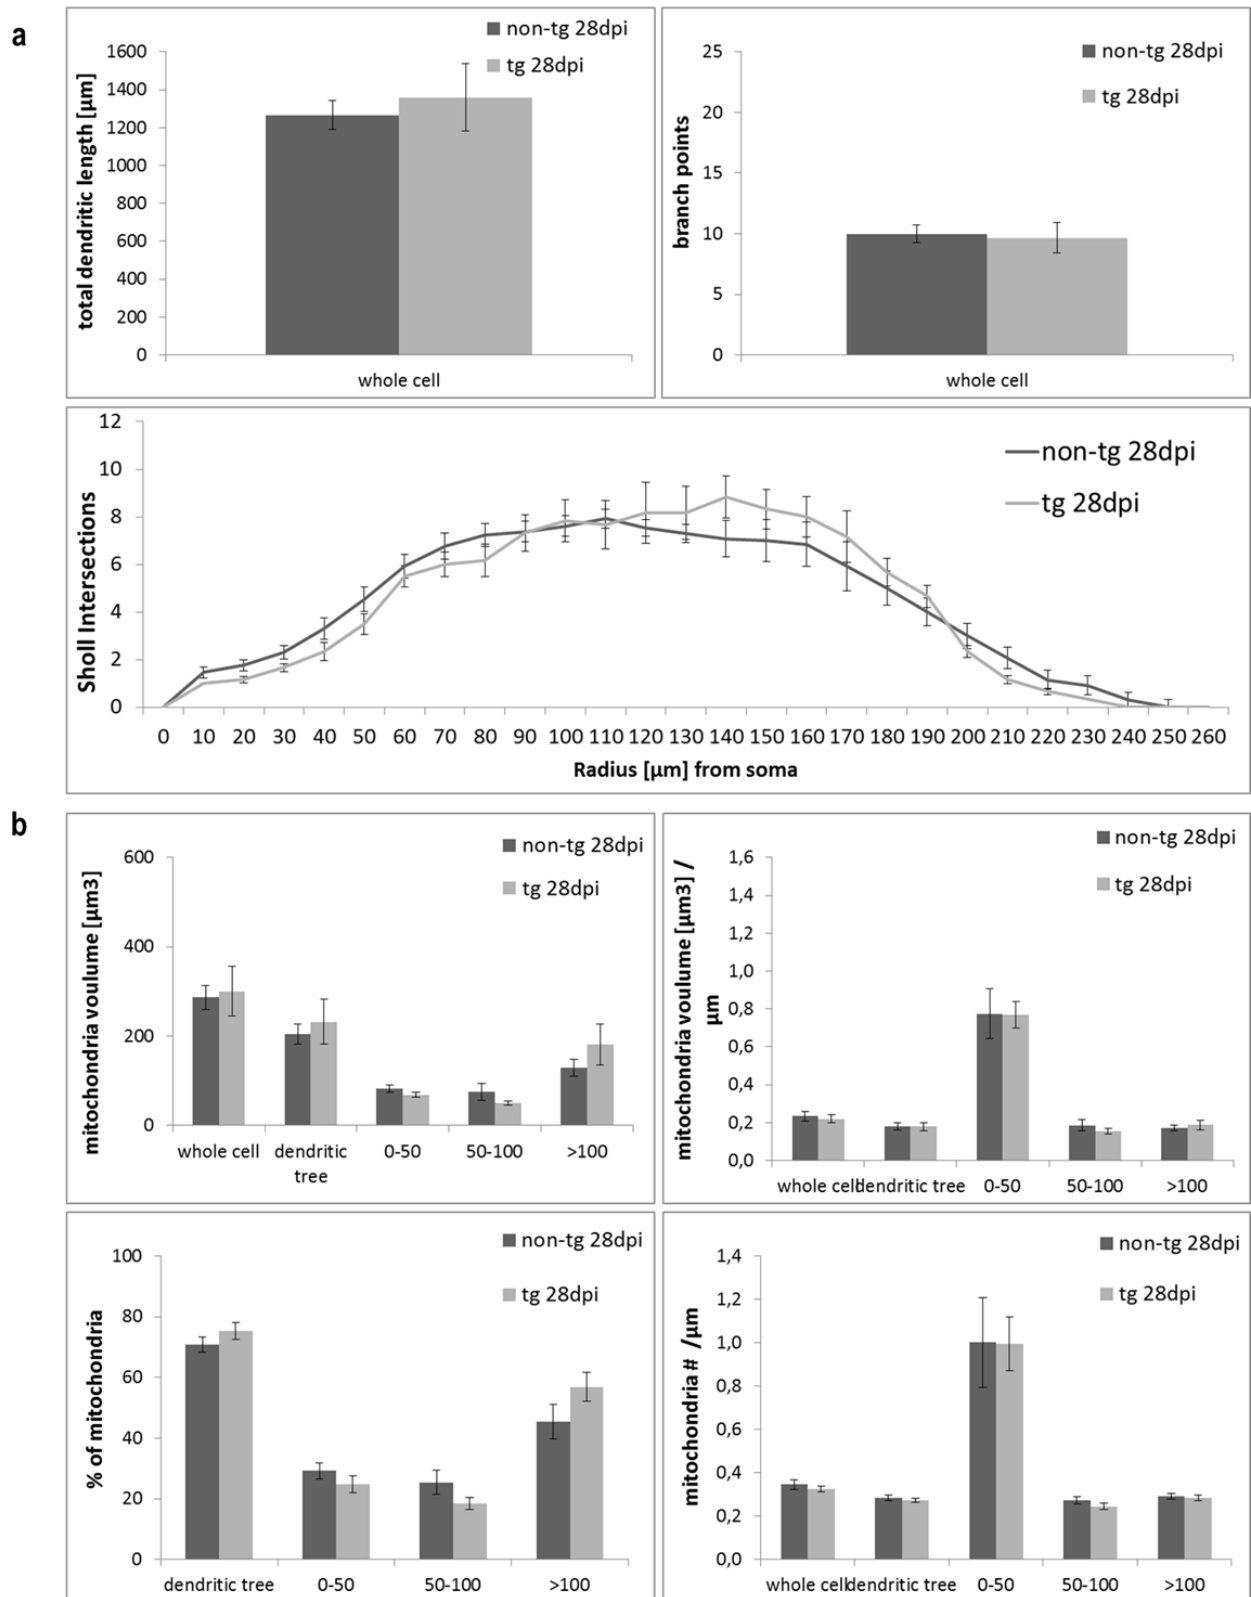 a
total dendritic length [µm]
1600
1400
1200
1000
800
600
400
200
0
whole cell
non-tg 28dpi
tg 28dpi
branch points
25
20
15
10
5
0
whole cell
non-tg 28dpi
tg 28dpi
Sholl Intersections
12
10
8
6
4
2
0
non-tg 28dpi
tg 28dpi
0 10 20 30 40 50 60 70 80 90 100 110 120 130 140 150 160 170 180 190 200 210 220 230 240 250 260
Radius [µm] from soma
b
mitochondria voulume [µm3]
600
400
200
0
non-tg 28dpi
tg 28dpi
whole cell dendritic 0-50 50-100 >100
tree
mitochondria voulume [µm3] /
µm
1,6
1,4
1,2
1,0
0,8
0,6
0,4
0,2
0,0
non-tg 28dpi
tg 28dpi
whole cell dendritic tree 0-50 50-100 >100
% of mitochondria
100
80
60
40
20
0
non-tg 28dpi
tg 28dpi
dendritic tree 0-50 50-100 >100
mitochondria # /µm
1,4
1,2
1,0
0,8
0,6
0,4
0,2
0,0
non-tg 28dpi
tg 28dpi
whole cell dendritic tree 0-50 50-100 >100